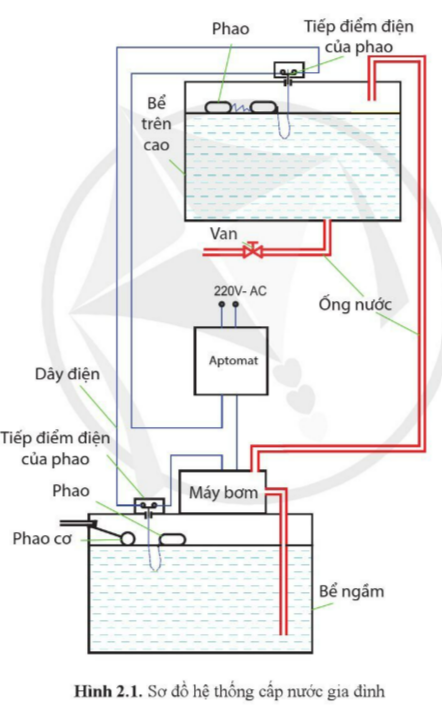 Phao
Tiếp điểm điện
của phao
Bể
trên
cao
Van
220V- AC
Ống nước
Aptomat
Dây điện
Tiếp điểm điện
của phao
Máy bơm
Phao
Phao cơ
Bể ngầm
Hình 2.1. Sơ đồ hệ thống cấp nước gia đình